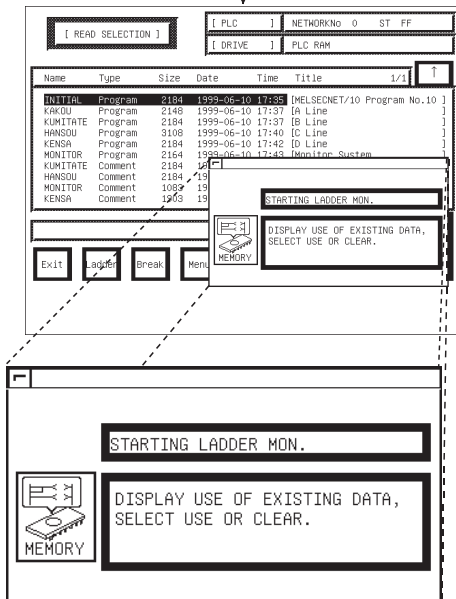 [ READ SELECTION ]
[ PLC ] NETWORKNo 0 ST FF
[ DRIVE ] PLC RAM
Name Type Size Date Time Title 1/1 ↑
INITIAL Program 2184 1999-06-10 17:35 [MELSECNET/10 Program No.10 ]
KAKOU Program 2148 1999-06-10 17:37 [A Line ]
KUMITATE Program 2184 1999-06-10 17:37 [B Line ]
HANSOU Program 3108 1999-06-10 17:40 [C Line ]
KENSA Program 2184 1999-06-10 17:42 [D Line ]
MONITOR Program 2164 1999-06-10 17:43 [Monitor System ]
KUMITATE Comment 2184 19
HANSOU Comment 2184 19
MONITOR Comment 1083 19
KENSA Comment 1903 19
STARTING LADDER MON.
DISPLAY USE OF EXISTING DATA,
SELECT USE OR CLEAR.
MEMORY
Exit Ladder Break Menu
STARTING LADDER MON.
DISPLAY USE OF EXISTING DATA,
SELECT USE OR CLEAR.
MEMORY